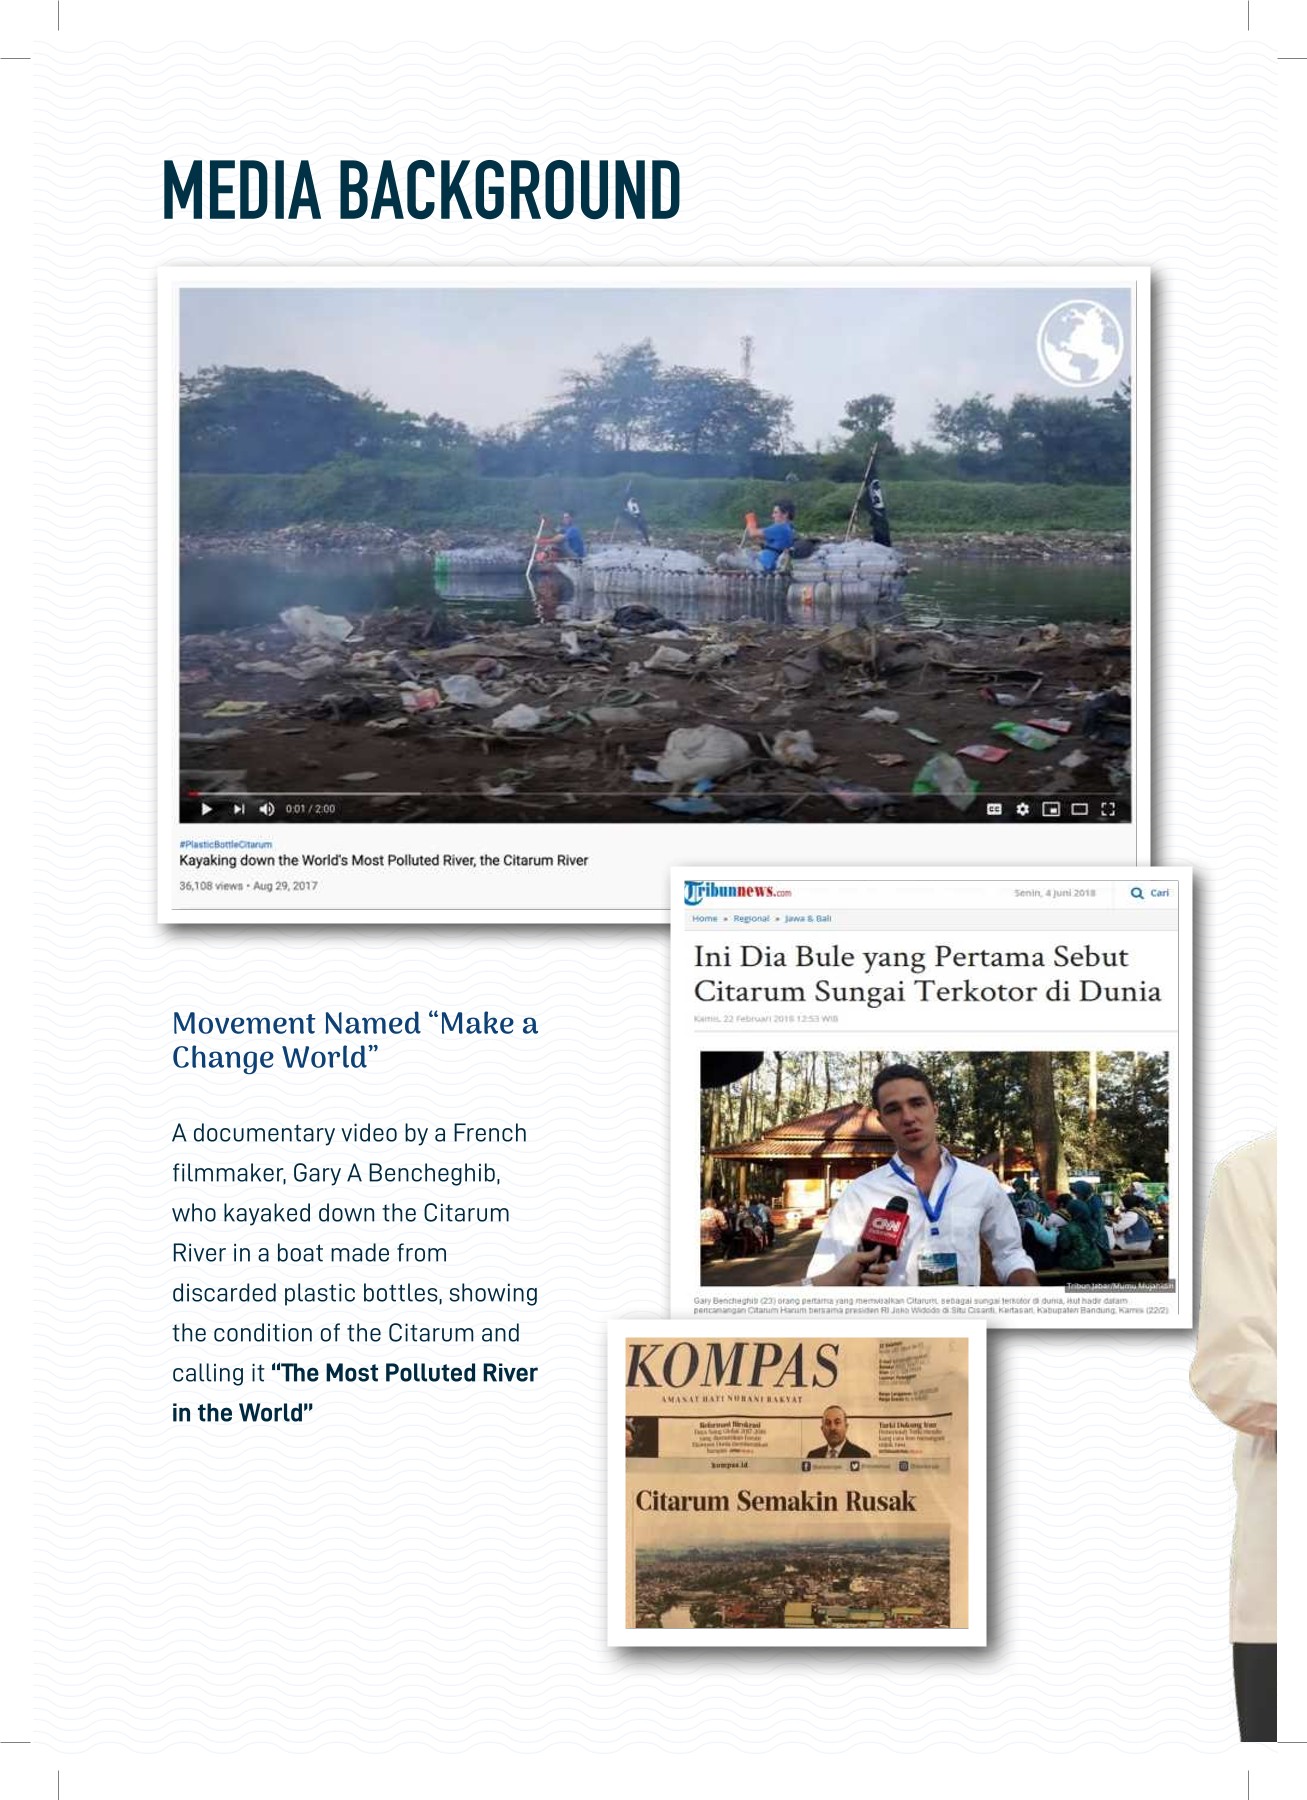 MEDIA BACKGROUND
0:01 / 2:00
#PlasticBottleCitarum
Kayaking down the World's Most Polluted River, the Citarum River
36,108 views • Aug 29, 2017
Tribunnews.com
Senin, 4 Juni 2018
Cari
Home » Regional » Jawa & Bali
Ini Dia Bule yang Pertama Sebut
Citarum Sungai Terkotor di Dunia
Kamis, 22 Februari 2018 12:53 WIB
CNN
Tribun Jabar/Mumu Mujahidin
Gary Bencheghib (23) orang pertama yang memviralkan Citarum, sebagai sungai terkotor di dunia, ikut hadir dalam
pencanangan Citarum Harum bersama presiden RI Joko Widodo di Situ Cisanti, Kertasari, Kabupaten Bandung, Kamis (22/2)
Movement Named “Make a
Change World”
A documentary video by a French
filmmaker, Gary A Bencheghib,
who kayaked down the Citarum
River in a boat made from
discarded plastic bottles, showing
the condition of the Citarum and
calling it “The Most Polluted River
in the World”
KOMPAS
AMANAT HATI NURANI RAKYAT
Reformasi Birokrasi
Turki Dukung Iran
kompas.id
Citarum Semakin Rusak